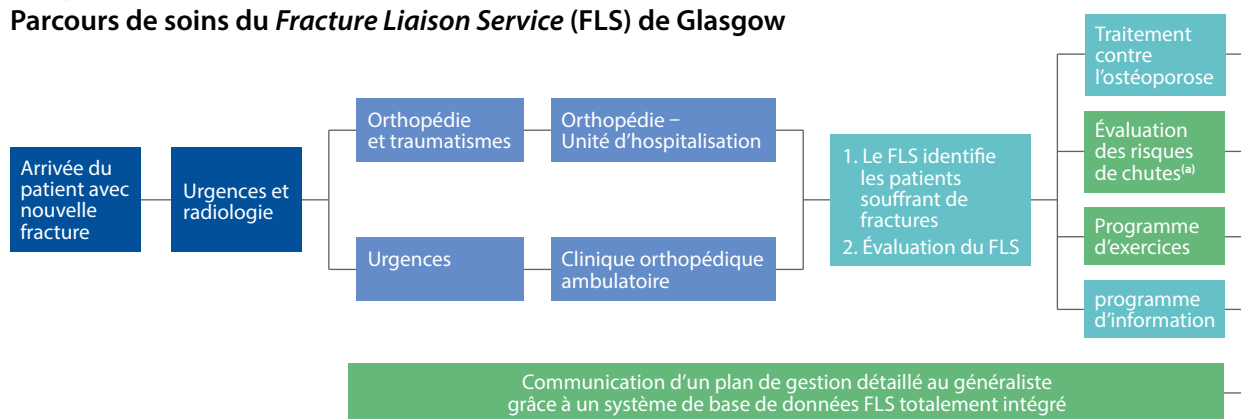 Parcours de soins du Fracture Liaison Service (FLS) de Glasgow
Arrivée du
patient avec
nouvelle
fracture
Urgences et
radiologie
Orthopédie
et traumatismes
Orthopédie –
Unité d'hospitalisation
Urgences
Clinique orthopédique
ambulatoire
1. Le FLS identifie
les patients
souffrant de
fractures
2. Évaluation du FLS
Traitement
contre
l'ostéoporose
Évaluation
des risques
de chutes(a)
Programme
d'exercices
programme
d'information
Communication d'un plan de gestion détaillé au généraliste
grâce à un système de base de données FLS totalement intégré